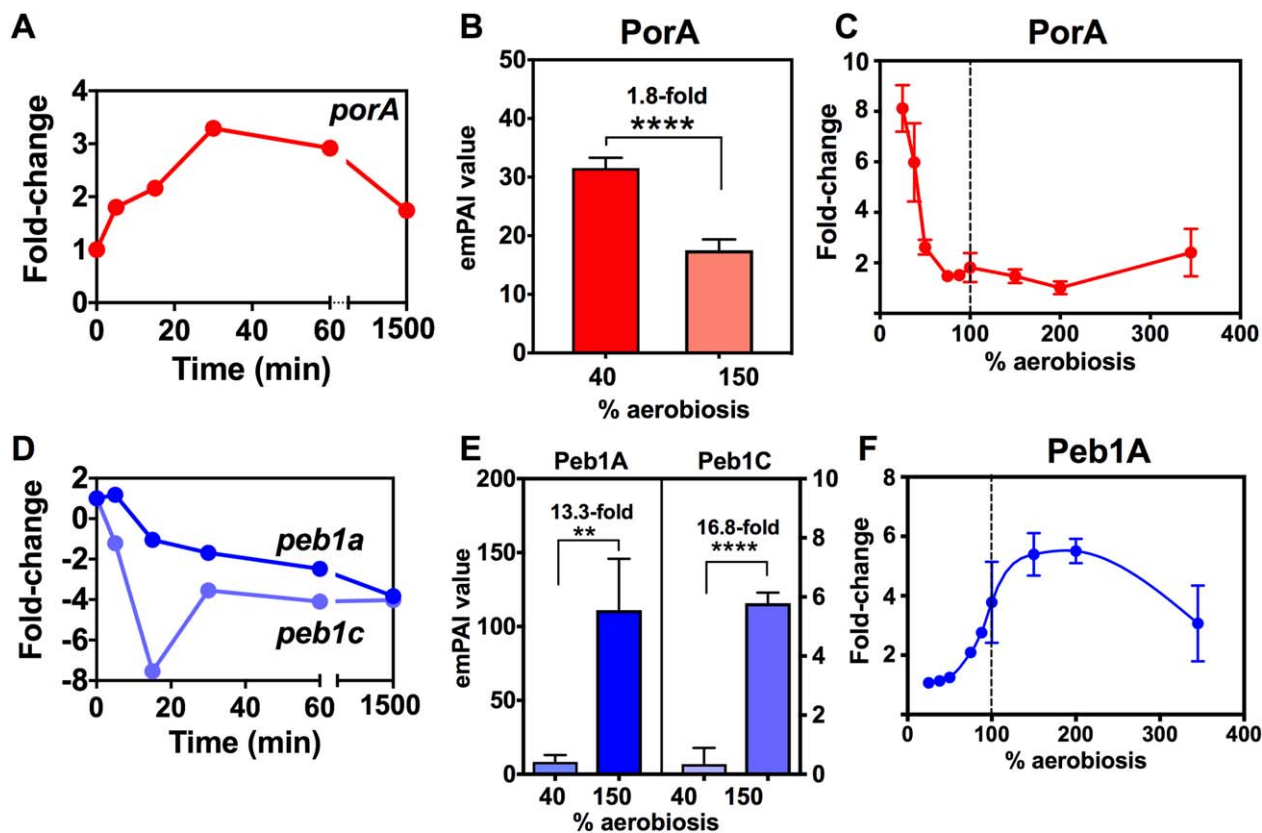 A
Fold-change
4
3
2
1
0
porA
0 20 40 60 1500
Time (min)
B
PorA
emPAI value
50
40
30
20
10
0
1.8-fold
****
40 150
% aerobiosis
C
PorA
Fold-change
10
8
6
4
2
0 100 200 300 400
% aerobiosis
D
Fold-change
2
0
-2
-4
-6
-8
peb1a
peb1c
0 20 40 60 1500
Time (min)
E
Peb1A Peb1C
emPAI value
200
150
100
50
0
13.3-fold
**
16.8-fold
****
10
8
6
4
2
0
40 150 40 150
% aerobiosis
F
Peb1A
Fold-change
8
6
4
2
0 100 200 300 400
% aerobiosis